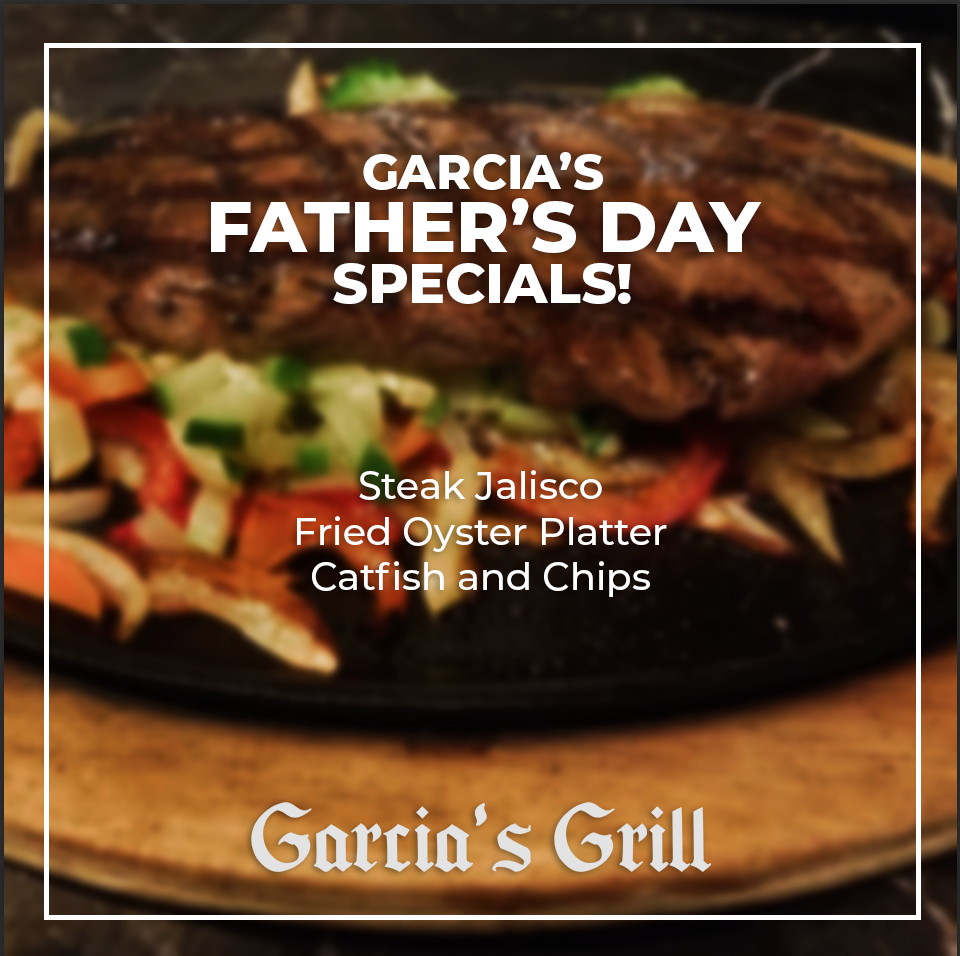 GARCIA’S
FATHER’S DAY
SPECIALS!
Steak Jalisco
Fried Oyster Platter
Catfish and Chips
Garcia's Grill